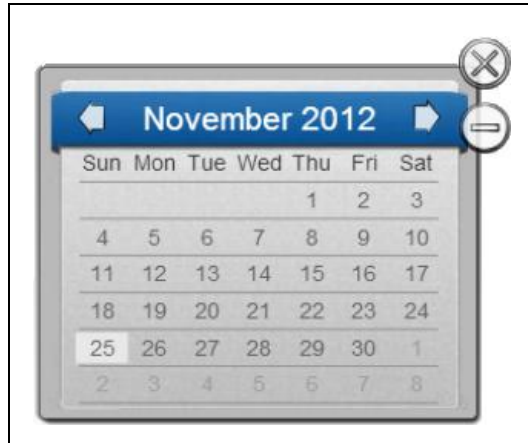 November 2012
Sun Mon Tue Wed Thu Fri Sat
1 2 3
4 5 6 7 8 9 10
11 12 13 14 15 16 17
18 19 20 21 22 23 24
25 26 27 28 29 30 1
2 3 4 5 6 7 8